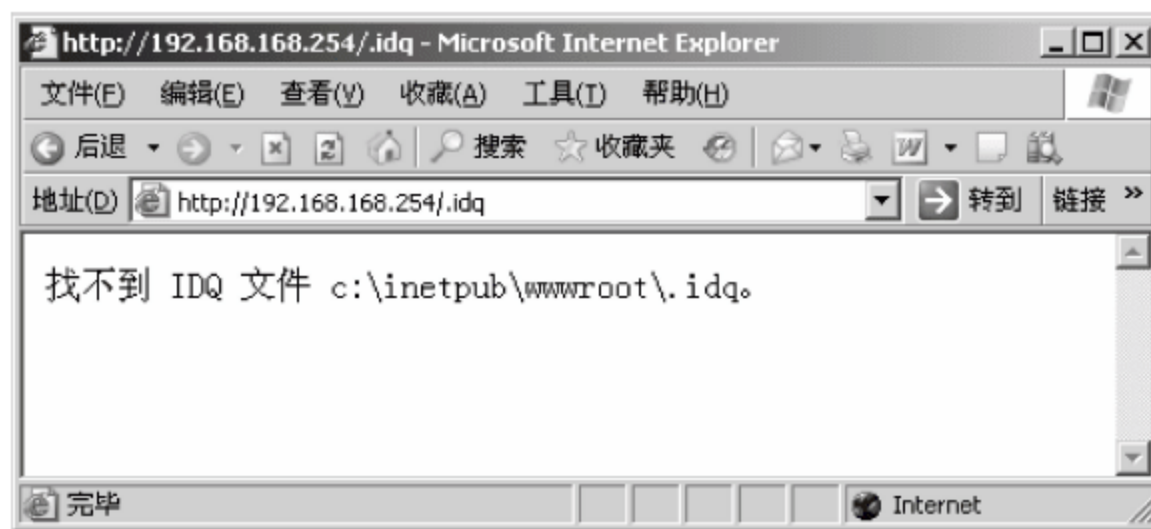 http://192.168.168.254/.idq - Microsoft Internet Explorer
文件(F) 编辑(E) 查看(V) 收藏(A) 工具(T) 帮助(H)
后退 搜索 收藏夹 W
地址(D) http://192.168.168.254/.idq 转到 链接 »
找不到 IDQ 文件 c:\inetpub\wwwroot\.idq。
完毕 Internet